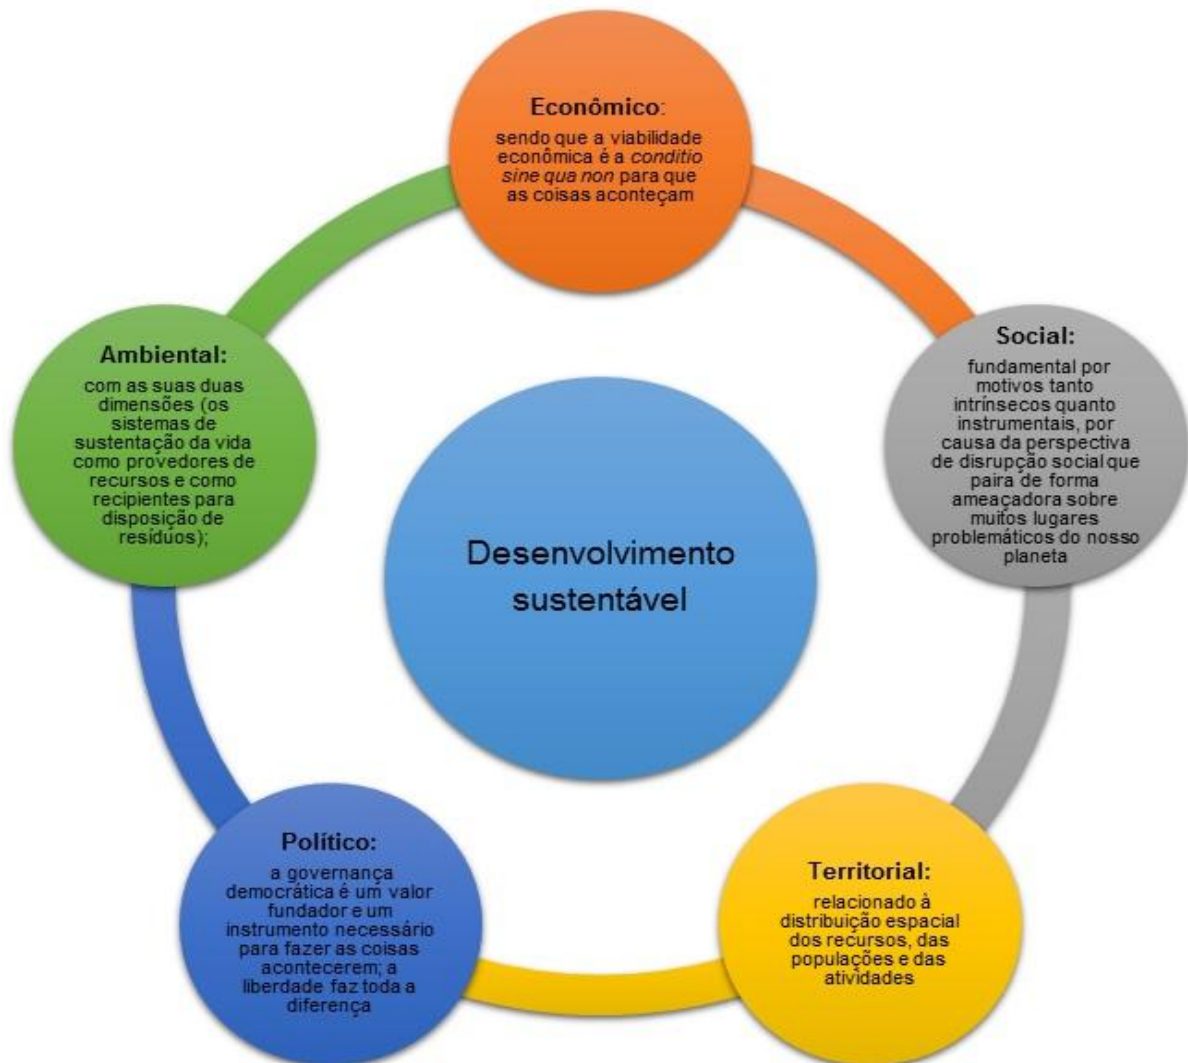 Econômico:
sendo que a viabilidade
econômica é a conditio
sine qua non para que
as coisas aconteçam
Social:
fundamental por
motivos tanto
intrínsecos quanto
instrumentais, por
causa da perspectiva
de disrupção social que
paira de forma
ameaçadora sobre
muitos lugares
problemáticos do nosso
planeta
Territorial:
relacionado à
distribuição espacial
dos recursos, das
populações e das
atividades
Político:
a governança
democrática é um valor
fundador e um
instrumento necessário
para fazer as coisas
acontecerem; a
liberdade faz toda a
diferença
Ambiental:
com as suas duas
dimensões (os
sistemas de
sustentação da vida
como provedores de
recursos e como
recipientes para
disposição de
resíduos);
Desenvolvimento
sustentável